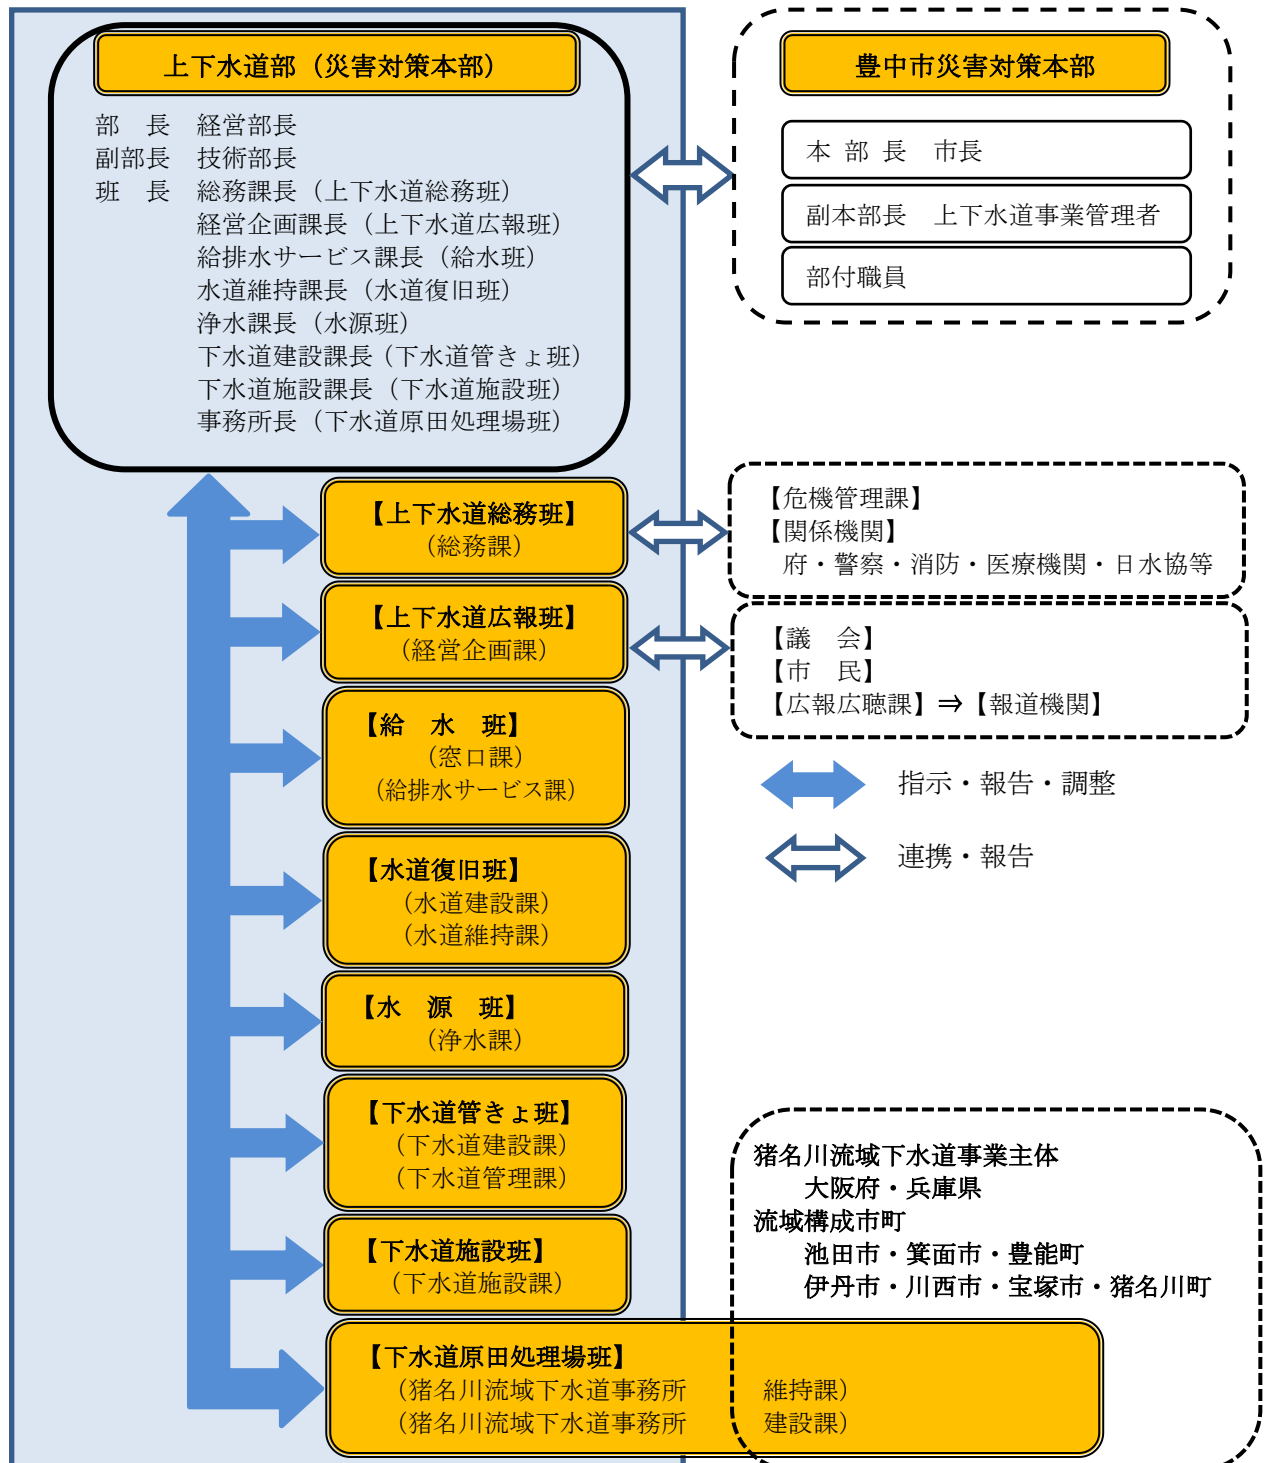 上下水道部（災害対策本部）
部　長　経営部長
副部長　技術部長
班　長　総務課長（上下水道総務班）
経営企画課長（上下水道広報班）
給排水サービス課長（給水班）
水道維持課長（水道復旧班）
浄水課長（水源班）
下水道建設課長（下水道管きょ班）
下水道施設課長（下水道施設班）
事務所長（下水道原田処理場班）
豊中市災害対策本部
本 部 長　市長
副本部長　上下水道事業管理者
部付職員
【上下水道総務班】
（総務課）
【危機管理課】
【関係機関】
府・警察・消防・医療機関・日水協等
【上下水道広報班】
（経営企画課）
【議　会】
【市　民】
【広報広聴課】⇒【報道機関】
【給　水　班】
（窓口課）
（給排水サービス課）
指示・報告・調整
連携・報告
【水道復旧班】
（水道建設課）
（水道維持課）
【水　源　班】
（浄水課）
【下水道管きょ班】
（下水道建設課）
（下水道管理課）
【下水道施設班】
（下水道施設課）
猪名川流域下水道事業主体
大阪府・兵庫県
流域構成市町
池田市・箕面市・豊能町
伊丹市・川西市・宝塚市・猪名川町
【下水道原田処理場班】
（猪名川流域下水道事務所　　　維持課）
（猪名川流域下水道事務所　　　建設課）